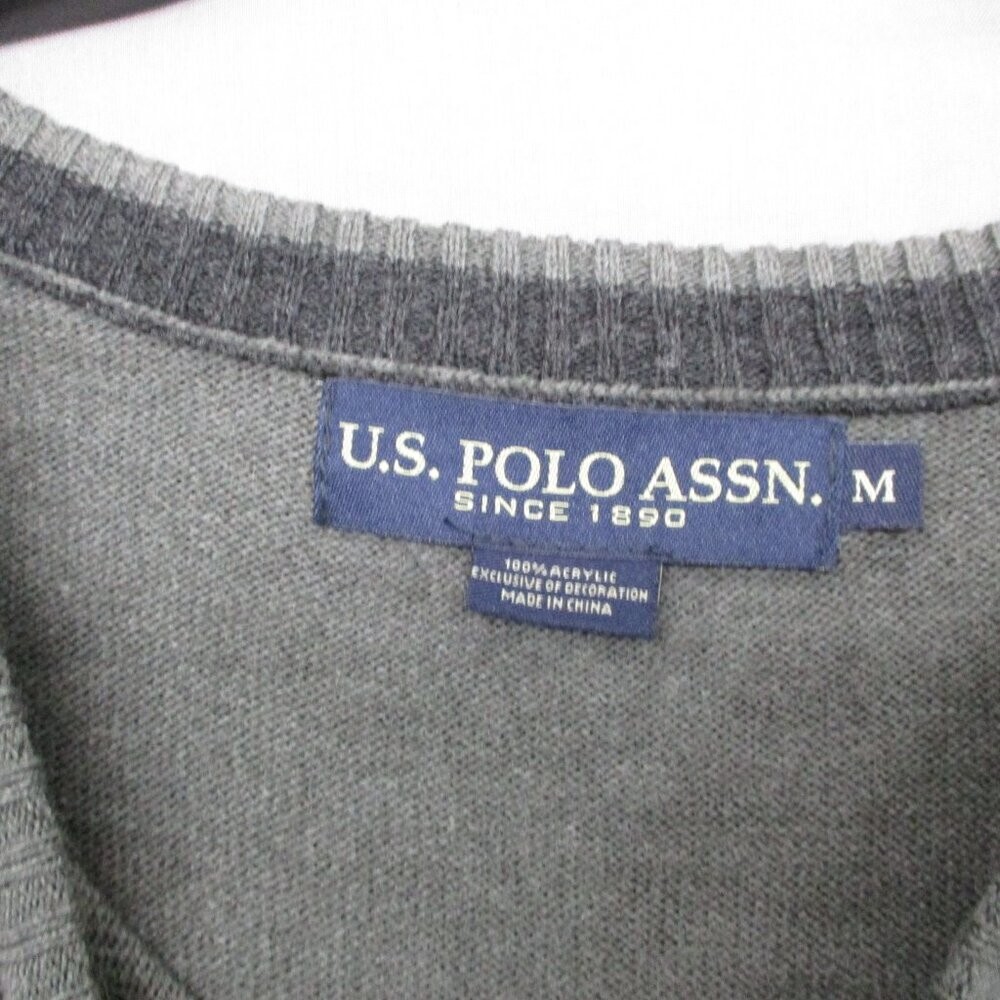 U.S. POLO ASSN.
SINCE 1890
M
100% ACRYLIC
EXCLUSIVE OF DECORATION
MADE IN CHINA